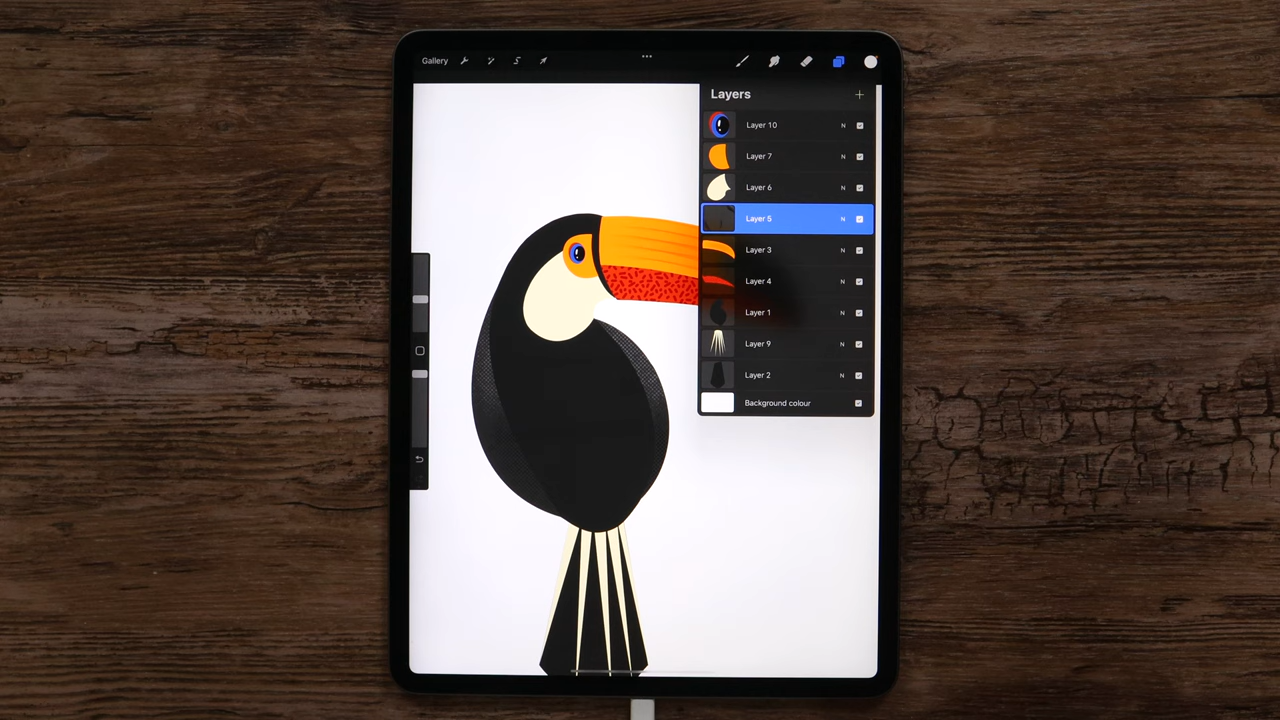 Gallery
Layers
Layer 10 N
Layer 7 N
Layer 6 N
Layer 5 N
Layer 3 N
Layer 4 N
Layer 1 N
Layer 9 N
Layer 2 N
Background colour